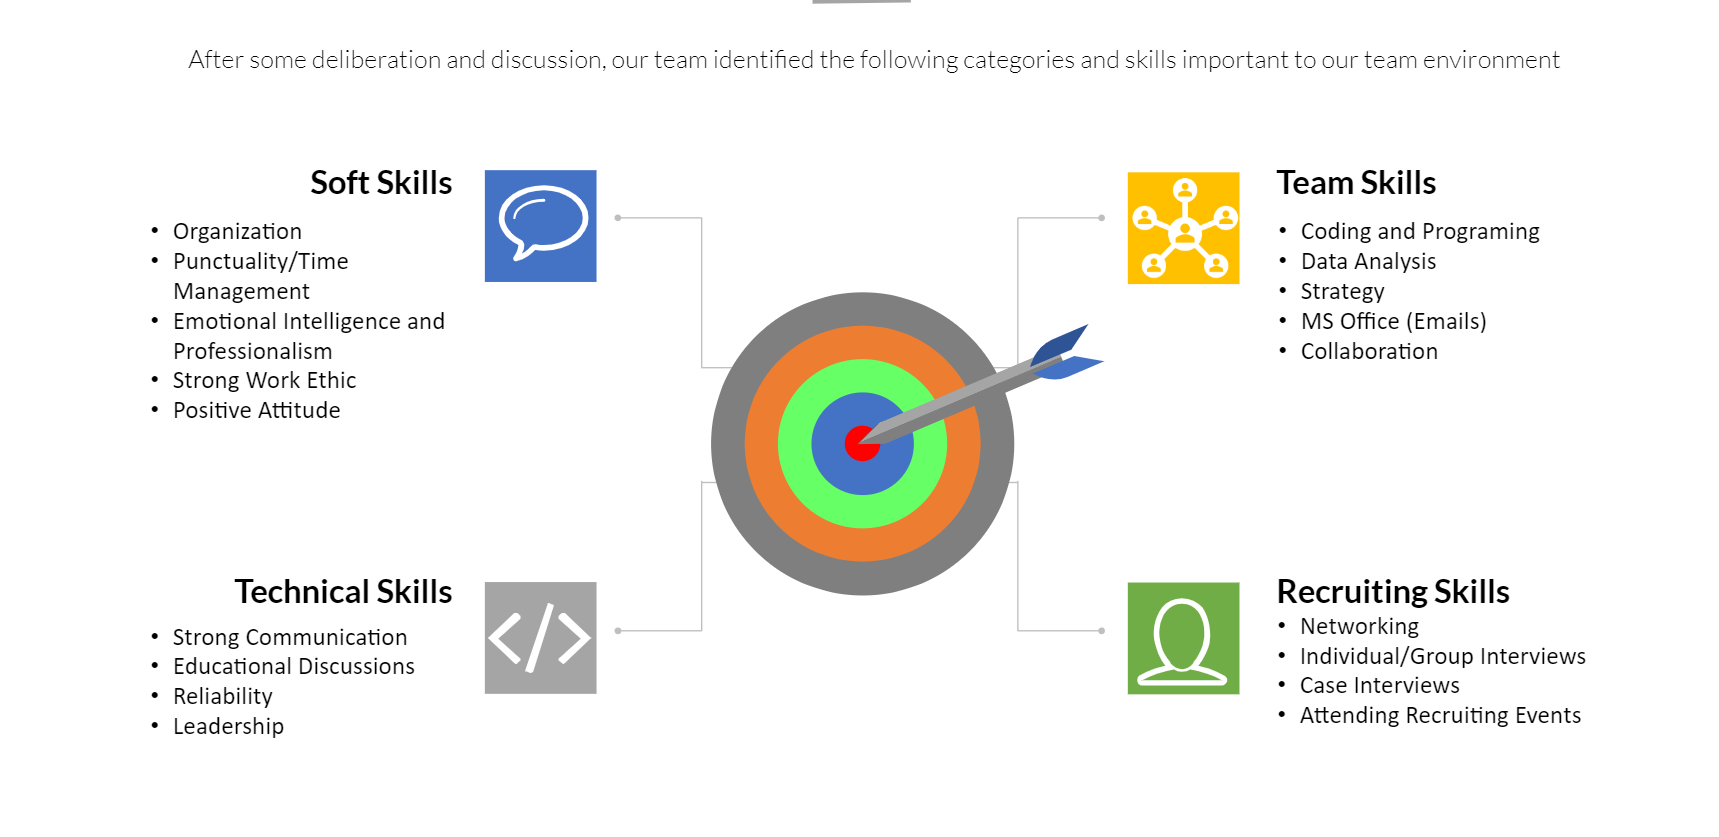 After some deliberation and discussion, our team identified the following categories and skills important to our team environment
Soft Skills
• Organization
• Punctuality/Time
Management
• Emotional Intelligence and
Professionalism
• Strong Work Ethic
• Positive Attitude
Team Skills
• Coding and Programing
• Data Analysis
• Strategy
• MS Office (Emails)
• Collaboration
Technical Skills
• Strong Communication
• Educational Discussions
• Reliability
• Leadership
</>
Recruiting Skills
• Networking
• Individual/Group Interviews
• Case Interviews
• Attending Recruiting Events